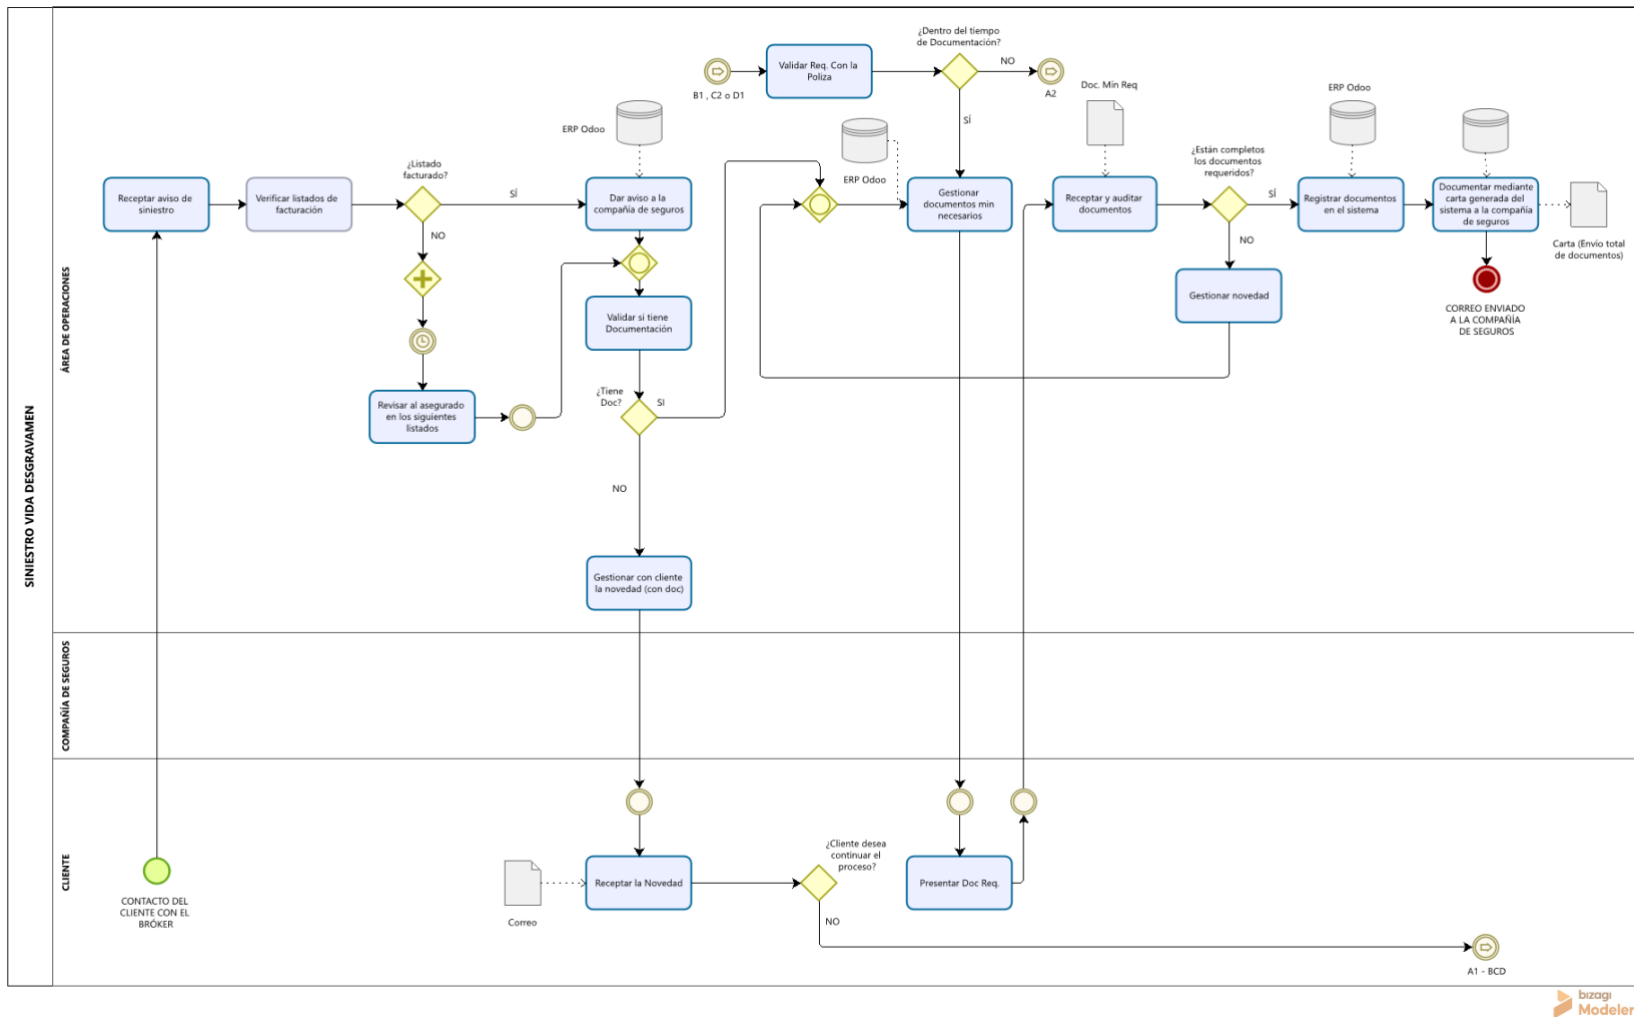 SINIESTRO VIDA DESGRAVAMEN
ÁREA DE OPERACIONES
¿Dentro del tiempo
de Documentación?
Validar Req. Con la
Poliza
NO
B1 , C2 o D1
A2
SÍ
Doc. Min Req
ERP Odoo
ERP Odoo
ERP Odoo
¿Listado
facturado?
¿Están completos
los documentos
requeridos?
Receptar aviso de
siniestro
Verificar listados de
facturación
SÍ
Dar aviso a la
compañía de seguros
Gestionar
documentos min
necesarios
Receptar y auditar
documentos
SÍ
Registrar documentos
en el sistema
Documentar mediante
carta generada del
sistema a la compañía
de seguros
Carta (Envío total
de documentos)
NO
NO
Gestionar novedad
CORREO ENVIADO
A LA COMPAÑÍA
DE SEGUROS
Validar si tiene
Documentación
Revisar al asegurado
en los siguientes
listados
¿Tiene
Doc?
SI
NO
Gestionar con cliente
la novedad (con doc)
COMPAÑÍA DE SEGUROS
CLIENTE
CONTACTO DEL
CLIENTE CON EL
BRÓKER
Correo
Receptar la Novedad
¿Cliente desea
continuar el
proceso?
NO
Presentar Doc Req.
A1 - BCD
bizagi
Modeler